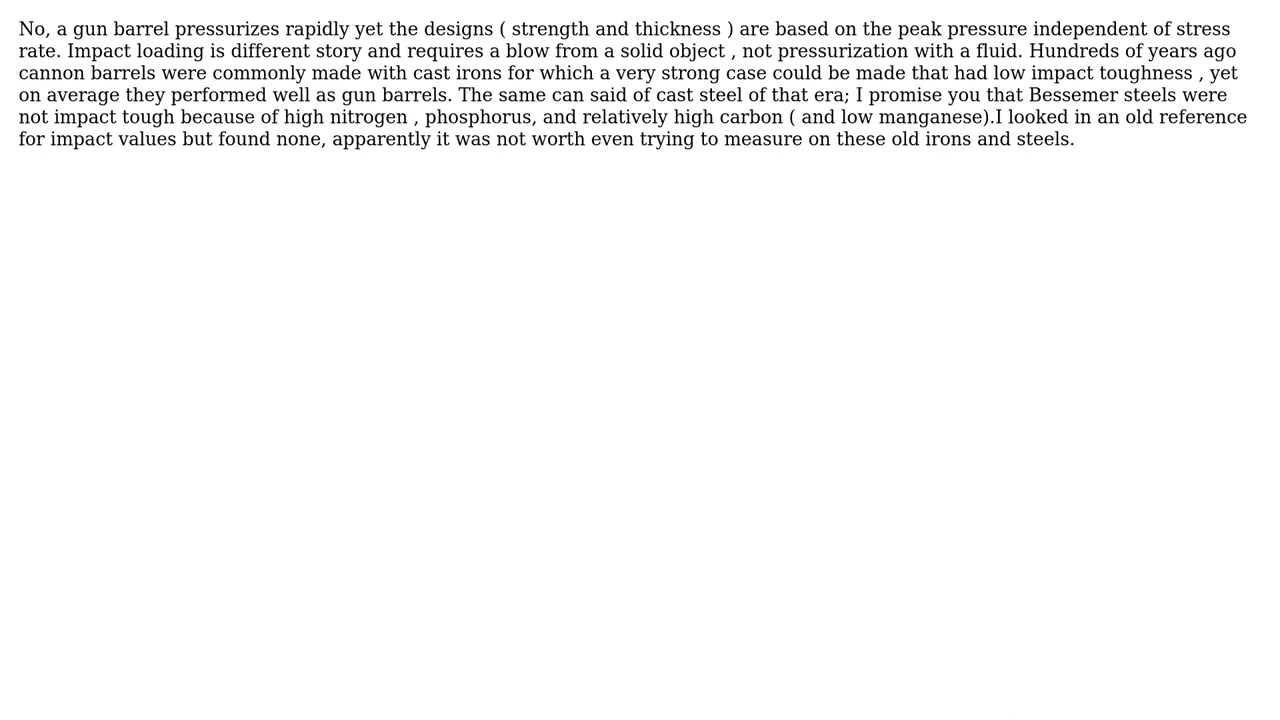 No, a gun barrel pressurizes rapidly yet the designs ( strength and thickness ) are based on the peak pressure independent of stress
rate. Impact loading is different story and requires a blow from a solid object , not pressurization with a fluid. Hundreds of years ago
cannon barrels were commonly made with cast irons for which a very strong case could be made that had low impact toughness , yet
on average they performed well as gun barrels. The same can said of cast steel of that era; I promise you that Bessemer steels were
not impact tough because of high nitrogen , phosphorus, and relatively high carbon ( and low manganese).I looked in an old reference
for impact values but found none, apparently it was not worth even trying to measure on these old irons and steels.